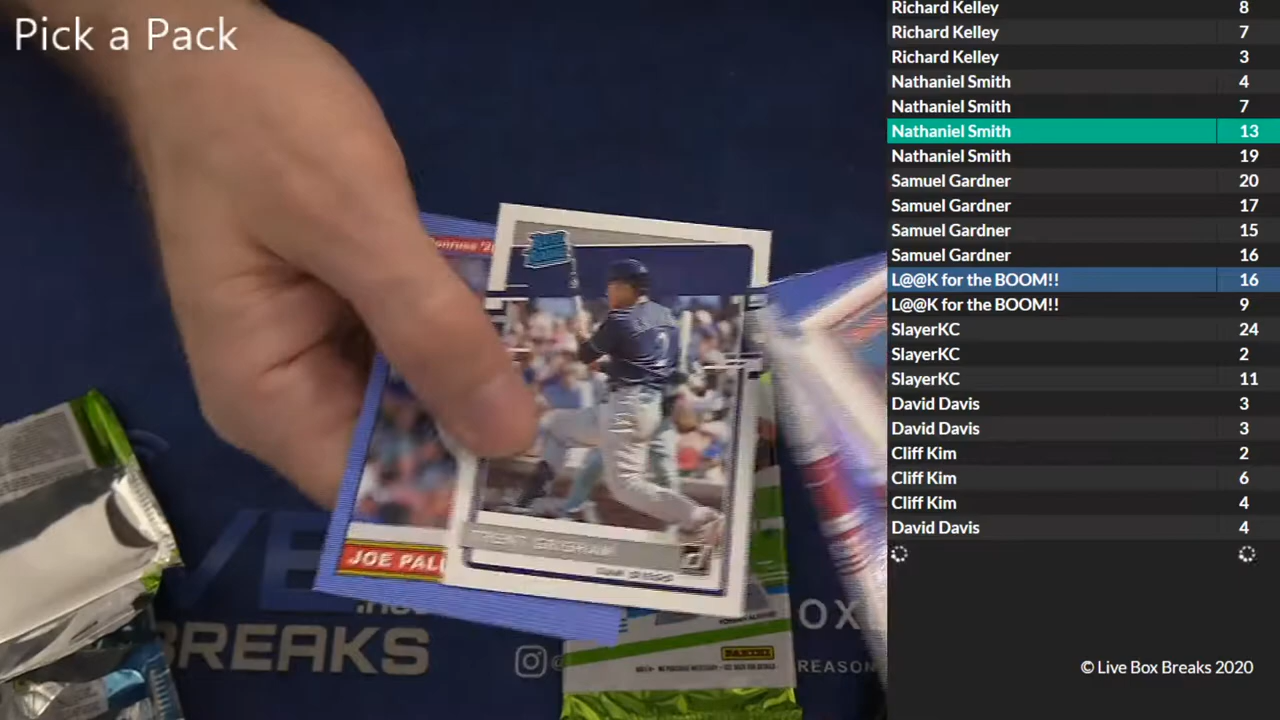 Pick a Pack
Richard Kelley 8
Richard Kelley 7
Richard Kelley 3
Nathaniel Smith 4
Nathaniel Smith 7
Nathaniel Smith 13
Nathaniel Smith 19
Samuel Gardner 20
Samuel Gardner 17
Samuel Gardner 15
Samuel Gardner 16
L@@K for the BOOM!! 16
L@@K for the BOOM!! 9
SlayerKC 24
SlayerKC 2
SlayerKC 11
David Davis 3
David Davis 3
Cliff Kim 2
Cliff Kim 6
Cliff Kim 4
David Davis 4
© Live Box Breaks 2020
2
TRENT GRISHAM
JOE PAL
BREAKS
OX
REASON
PANINI